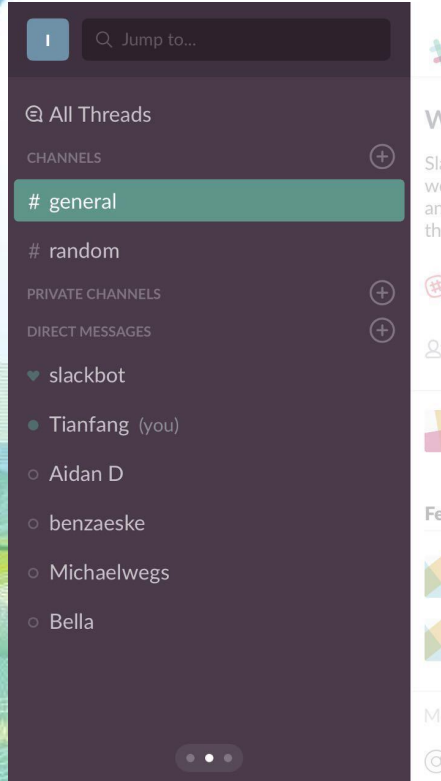 I
Jump to...
All Threads
CHANNELS
# general
# random
PRIVATE CHANNELS
DIRECT MESSAGES
slackbot
Tianfang (you)
Aidan D
benzaeske
Michaelwegs
Bella